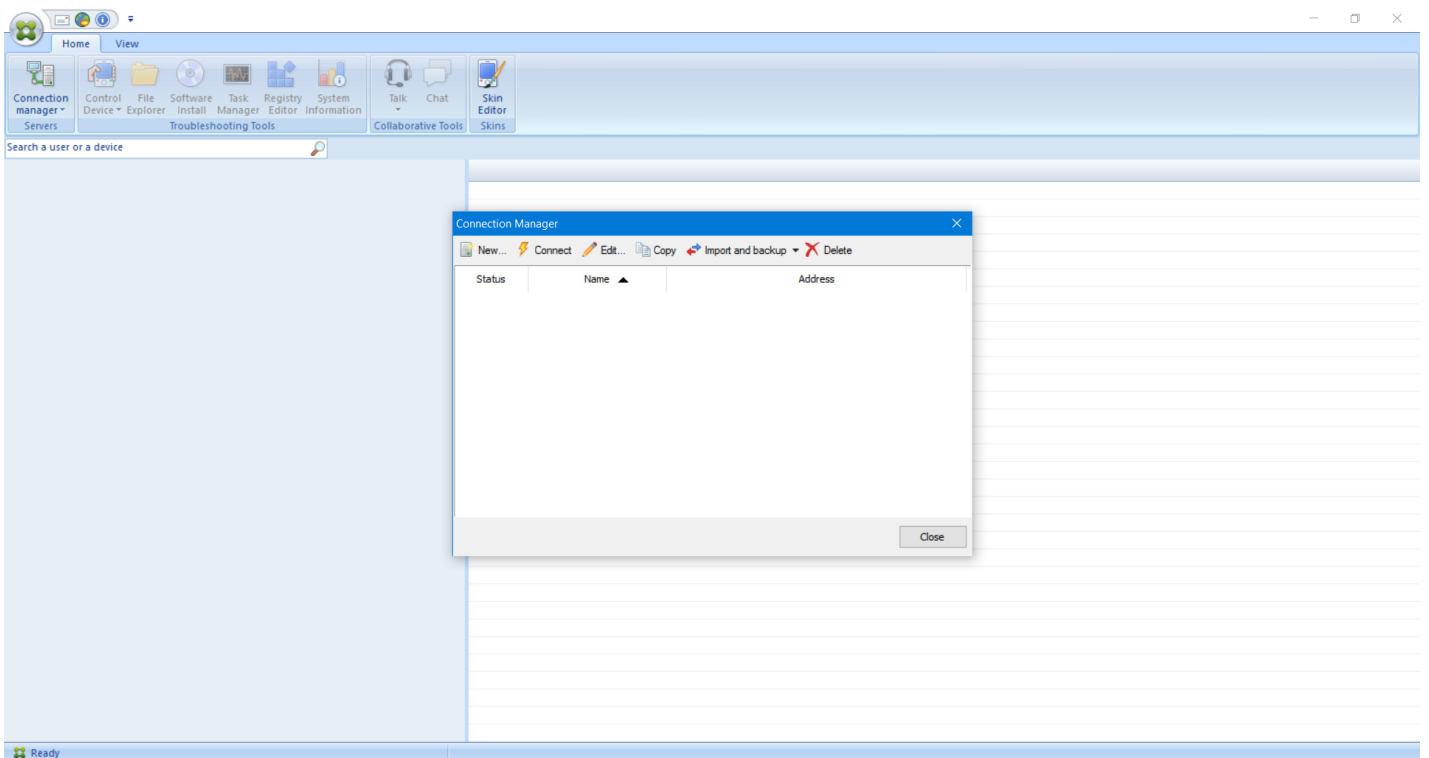 Home View
Connection manager
Control Device
File Explorer
Software Install
Task Manager
Registry Editor
System Information
Talk
Chat
Skin Editor
Servers
Troubleshooting Tools
Collaborative Tools
Skins
Search a user or a device
Connection Manager
New... Connect Edit... Copy Import and backup Delete
Status Name Address
Close
Ready